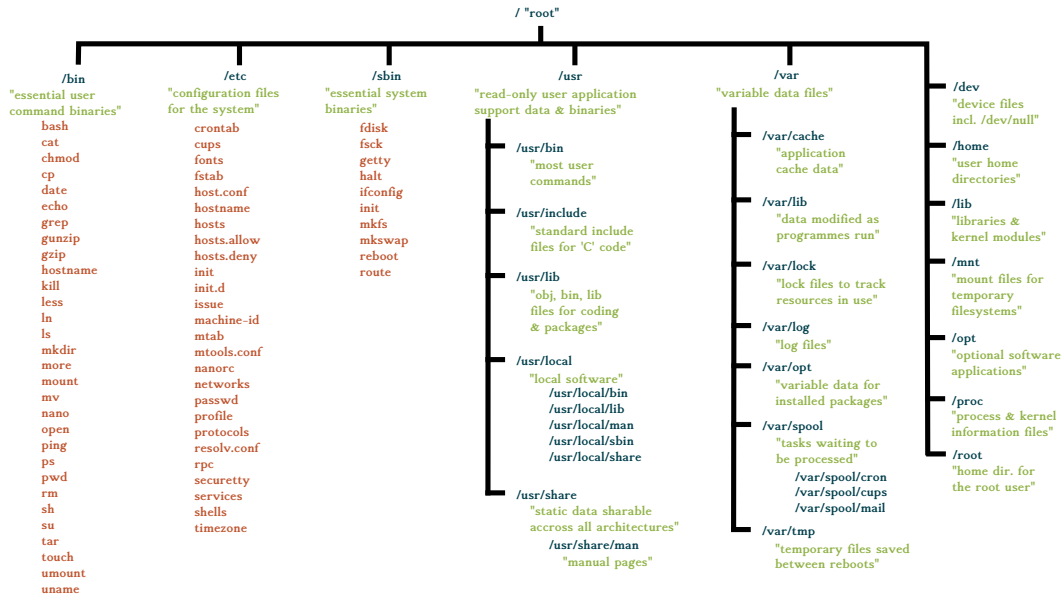 / "root"
/bin
"essential user
command binaries"
bash
cat
chmod
cp
date
echo
grep
gunzip
gzip
hostname
kill
less
ln
ls
mkdir
more
mount
mv
nano
open
ping
ps
pwd
rm
sh
su
tar
touch
umount
uname
/etc
"configuration files
for the system"
crontab
cups
fonts
fstab
host.conf
hostname
hosts
hosts.allow
hosts.deny
init
init.d
issue
machine-id
mtab
mtools.conf
nanorc
networks
passwd
profile
protocols
resolv.conf
rpc
securetty
services
shells
timezone
/sbin
"essential system
binaries"
fdisk
fsck
getty
halt
ifconfig
init
mkfs
mkswap
reboot
route
/usr
"read-only user application
support data & binaries"
/usr/bin
"most user
commands"
/usr/include
"standard include
files for 'C' code"
/usr/lib
"obj, bin, lib
files for coding
& packages"
/usr/local
"local software"
/usr/local/bin
/usr/local/lib
/usr/local/man
/usr/local/sbin
/usr/local/share
/usr/share
"static data sharable
accross all architectures"
/usr/share/man
"manual pages"
/var
"variable data files"
/var/cache
"application
cache data"
/var/lib
"data modified as
programmes run"
/var/lock
"lock files to track
resources in use"
/var/log
"log files"
/var/opt
"variable data for
installed packages"
/var/spool
"tasks waiting to
be processed"
/var/spool/cron
/var/spool/cups
/var/spool/mail
/var/tmp
"temporary files saved
between reboots"
/dev
"device files
incl. /dev/null"
/home
"user home
directories"
/lib
"libraries &
kernel modules"
/mnt
"mount files for
temporary
filesystems"
/opt
"optional software
applications"
/proc
"process & kernel
information files"
/root
"home dir. for
the root user"